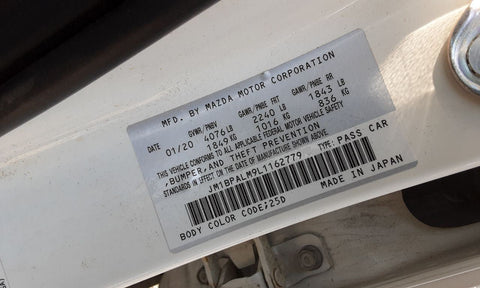 MFD. BY MAZDA MOTOR CORPORATION
DATE GVWR/PNBV GAWR/PNBE FRT GAWR/PNBE RR
01/20 4076 LB 2240 LB 1843 LB
1849 KG 1016 KG 836 KG
THIS VEHICLE CONFORMS TO ALL APPLICABLE FEDERAL MOTOR VEHICLE SAFETY
,BUMPER, AND THEFT PREVENTION
STANDARDS IN EFFECT ON THE DATE OF MANUFACTURE SHOWN ABOVE.
JM1BPALM9L1162779 TYPE: PASS CAR
BODY COLOR CODE;25D MADE IN JAPAN